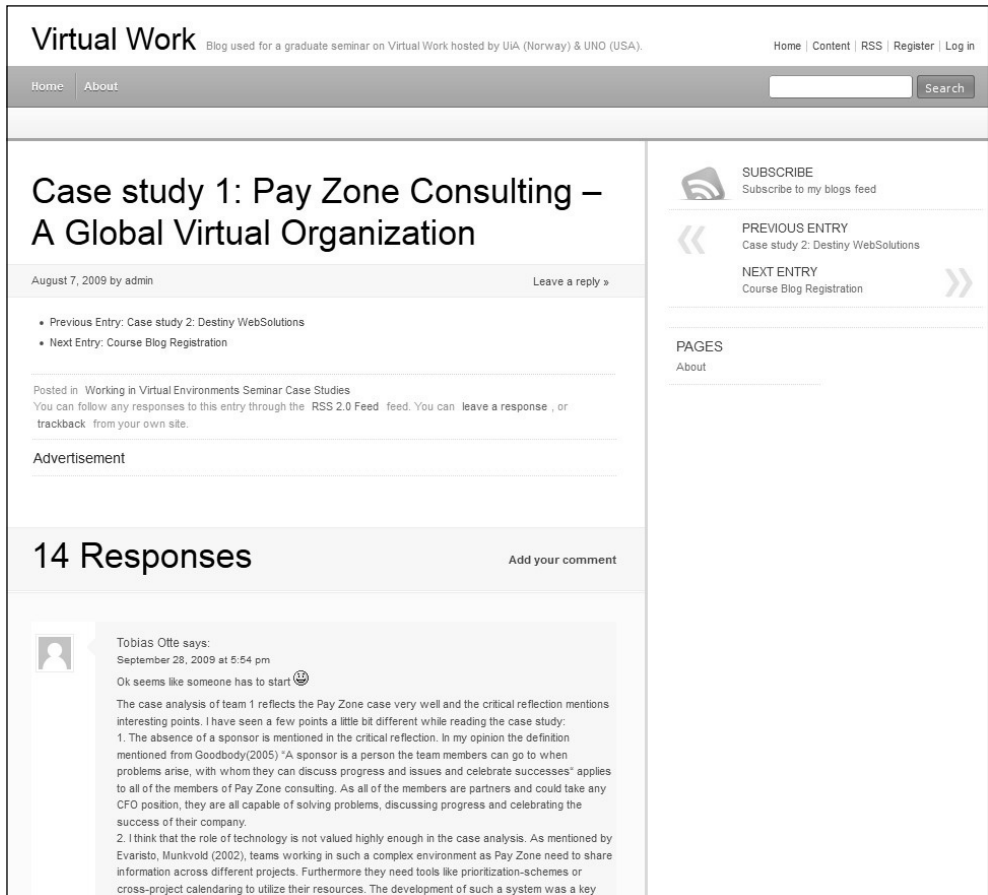 Virtual Work Blog used for a graduate seminar on Virtual Work hosted by UiA (Norway) & UNO (USA).
Home | Content | RSS | Register | Log in
Home About
Search
Case study 1: Pay Zone Consulting –
A Global Virtual Organization
August 7, 2009 by admin
Leave a reply »
• Previous Entry: Case study 2: Destiny WebSolutions
• Next Entry: Course Blog Registration
Posted in Working in Virtual Environments Seminar Case Studies
You can follow any responses to this entry through the RSS 2.0 Feed feed. You can leave a response , or
trackback from your own site.
Advertisement
14 Responses
Add your comment
Tobias Otte says:
September 28, 2009 at 5:54 pm
Ok seems like someone has to start
The case analysis of team 1 reflects the Pay Zone case very well and the critical reflection mentions
interesting points. I have seen a few points a little bit different while reading the case study:
1. The absence of a sponsor is mentioned in the critical reflection. In my opinion the definition
mentioned from Goodbody(2005) “A sponsor is a person the team members can go to when
problems arise, with whom they can discuss progress and issues and celebrate successes“ applies
to all of the members of Pay Zone consulting. As all of the members are partners and could take any
CFO position, they are all capable of solving problems, discussing progress and celebrating the
success of their company.
2. I think that the role of technology is not valued highly enough in the case analysis. As mentioned by
Evaristo, Munkvold (2002), teams working in such a complex environment as Pay Zone need to share
information across different projects. Furthermore they need tools like prioritization-schemes or
cross-project calendaring to utilize their resources. The development of such a system was a key
SUBSCRIBE
Subscribe to my blogs feed
PREVIOUS ENTRY
Case study 2: Destiny WebSolutions
NEXT ENTRY
Course Blog Registration
PAGES
About